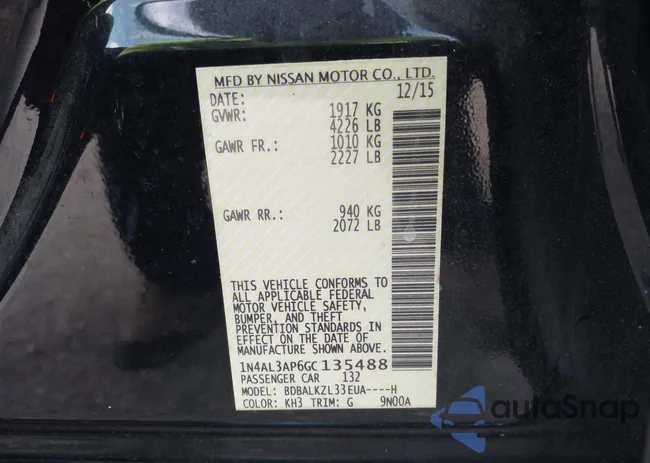 MFD BY NISSAN MOTOR CO., LTD.
DATE: 12/15
GVWR: 1917 KG
4226 LB
GAWR FR.: 1010 KG
2227 LB
GAWR RR.: 940 KG
2072 LB
THIS VEHICLE CONFORMS TO
ALL APPLICABLE FEDERAL
MOTOR VEHICLE SAFETY,
BUMPER, AND THEFT
PREVENTION STANDARDS IN
EFFECT ON THE DATE OF
MANUFACTURE SHOWN ABOVE.
1N4AL3AP6GC135488
PASSENGER CAR 132
MODEL: BDBALKZL33EUA----H
COLOR: KH3 TRIM: G 9N00A
autoSnap